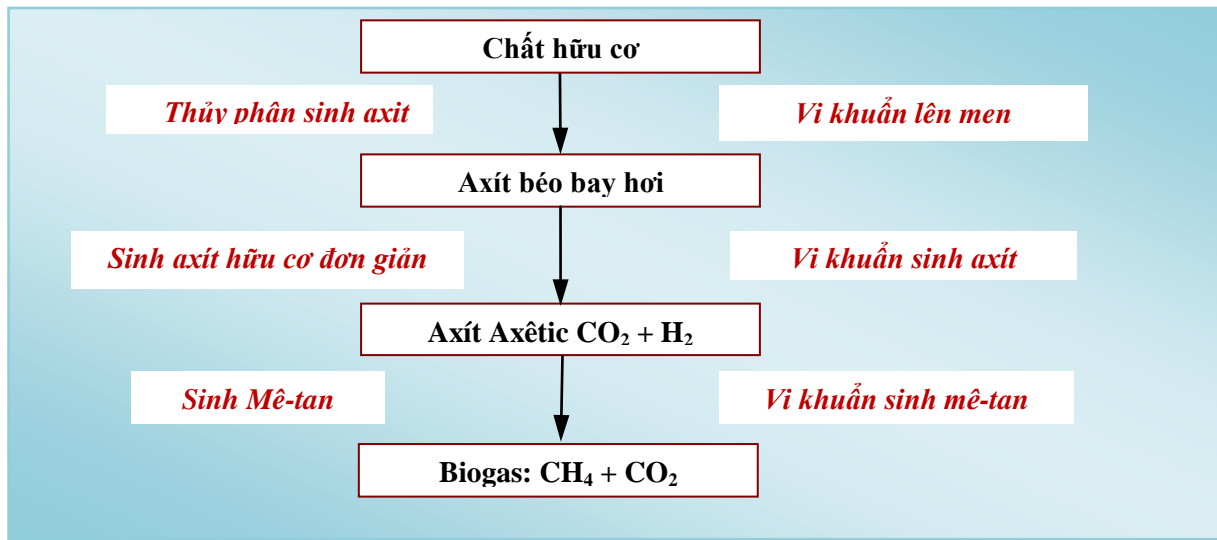 Chất hữu cơ
Thủy phân sinh axit
Vi khuẩn lên men
Axít béo bay hơi
Sinh axít hữu cơ đơn giản
Vi khuẩn sinh axít
Axít Axêtic CO₂ + H₂
Sinh Mê-tan
Vi khuẩn sinh mê-tan
Biogas: CH₄ + CO₂